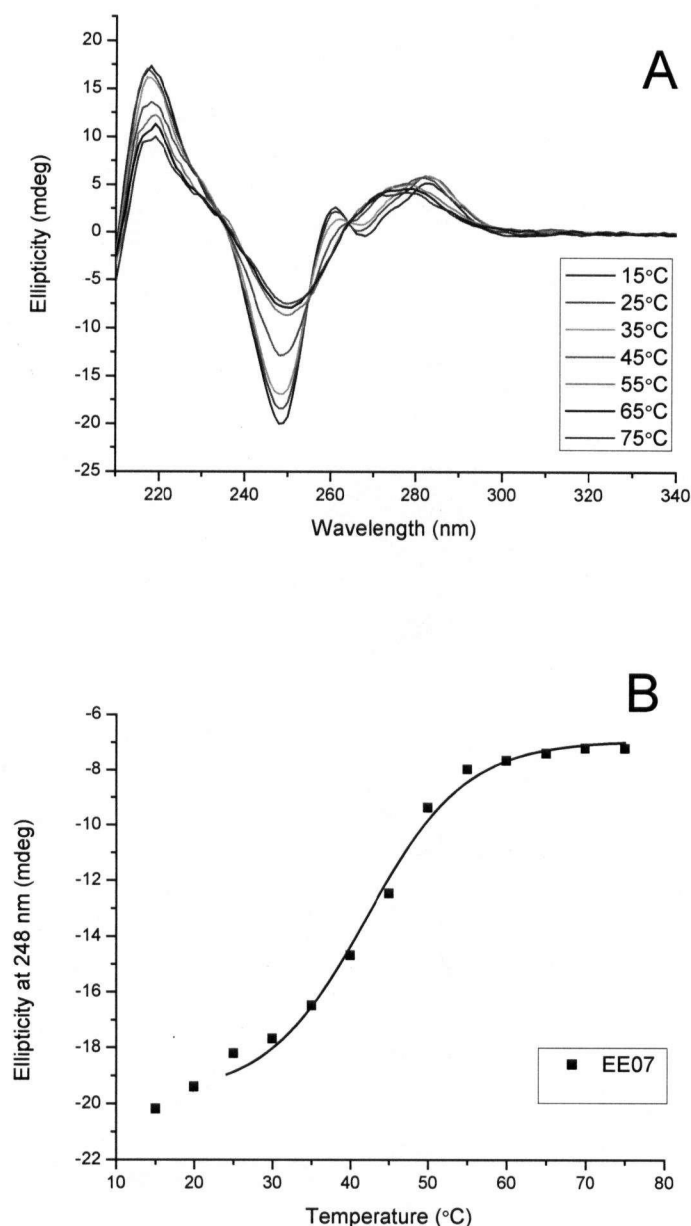 A
20
15
10
5
0
-5
-10
-15
-20
-25
Ellipticity (mdeg)
15°C
25°C
35°C
45°C
55°C
65°C
75°C
220 240 260 280 300 320 340
Wavelength (nm)
B
-6
-8
-10
-12
-14
-16
-18
-20
-22
Ellipticity at 248 nm (mdeg)
EE07
10 20 30 40 50 60 70 80
Temperature (°C)